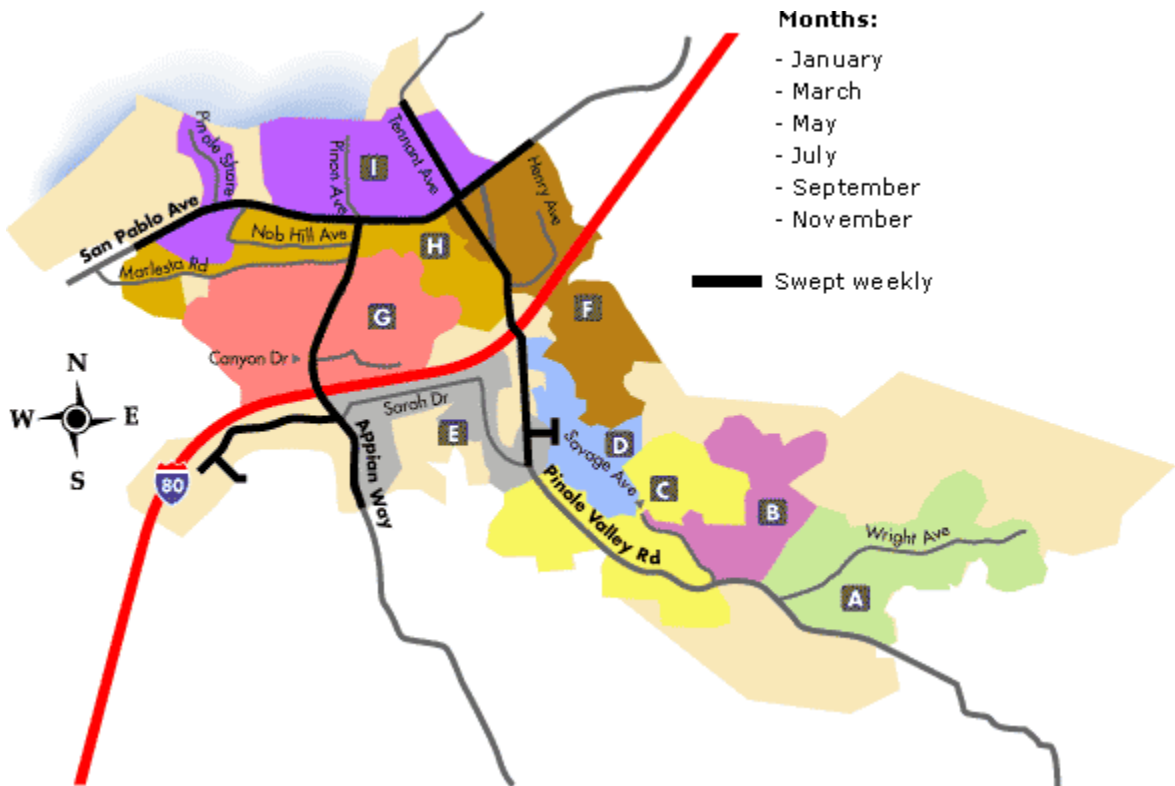 Months:
- January
- March
- May
- July
- September
- November
Swept weekly
Pinole Shore
Pinon Ave
I
Tennant Ave
Henry Ave
San Pablo Ave
Nob Hill Ave
H
Marlesta Rd
G
F
Canyon Dr
N
W
E
S
Sarah Dr
E
Appian Way
D
Savage Ave
C
B
80
Pinole Valley Rd
Wright Ave
A